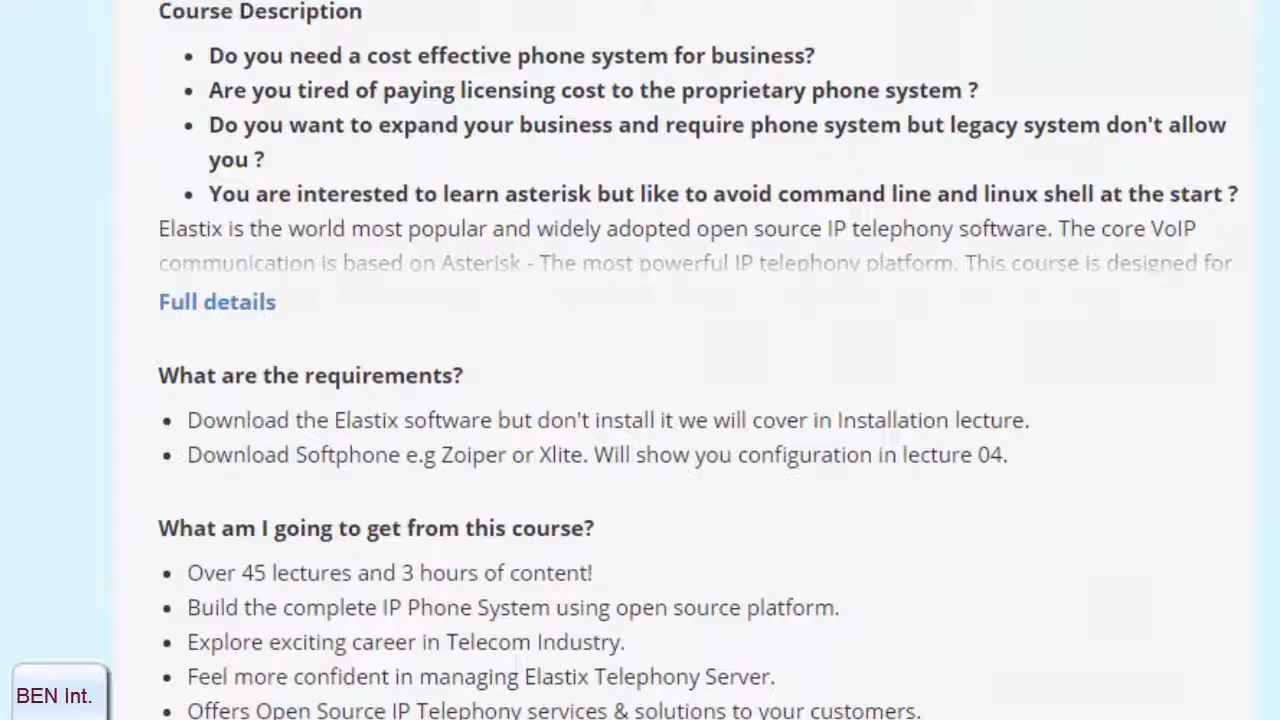 Course Description
Do you need a cost effective phone system for business?
Are you tired of paying licensing cost to the proprietary phone system ?
Do you want to expand your business and require phone system but legacy system don't allow
you ?
You are interested to learn asterisk but like to avoid command line and linux shell at the start ?
Elastix is the world most popular and widely adopted open source IP telephony software. The core VoIP
communication is based on Asterisk - The most powerful IP telephony platform. This course is designed for
Full details
What are the requirements?
Download the Elastix software but don't install it we will cover in Installation lecture.
Download Softphone e.g Zoiper or Xlite. Will show you configuration in lecture 04.
What am I going to get from this course?
Over 45 lectures and 3 hours of content!
Build the complete IP Phone System using open source platform.
Explore exciting career in Telecom Industry.
Feel more confident in managing Elastix Telephony Server.
Offers Open Source IP Telephony services & solutions to your customers.
BEN Int.